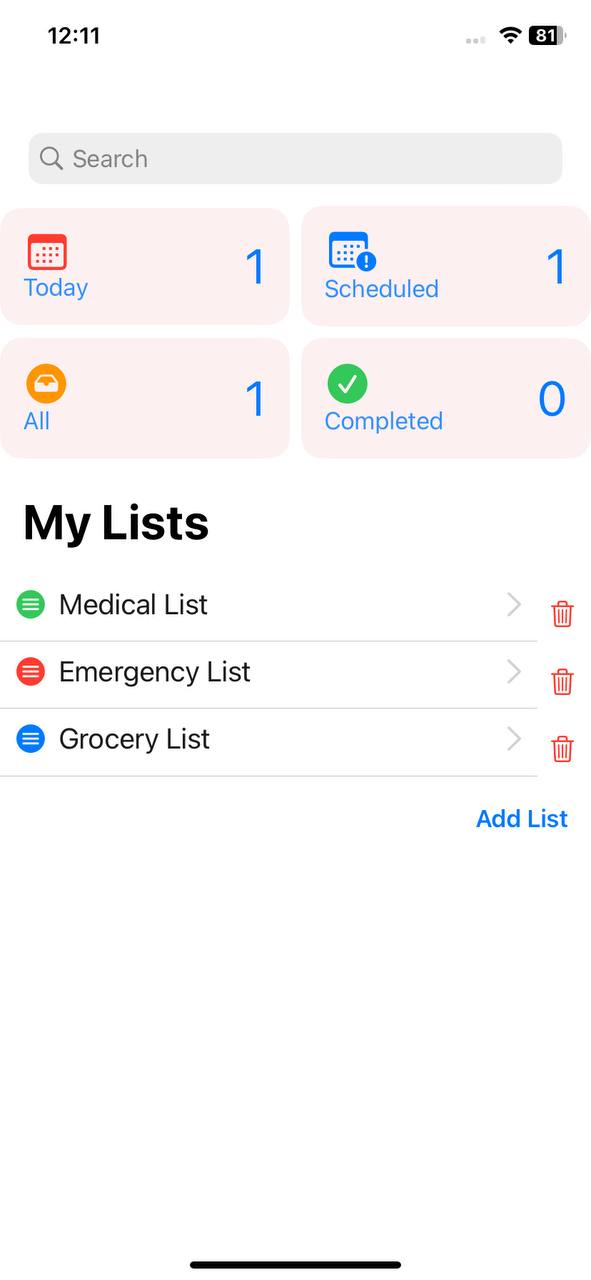 12:11
81
Search
Today
1
Scheduled
1
All
1
Completed
0
My Lists
Medical List
Emergency List
Grocery List
Add List